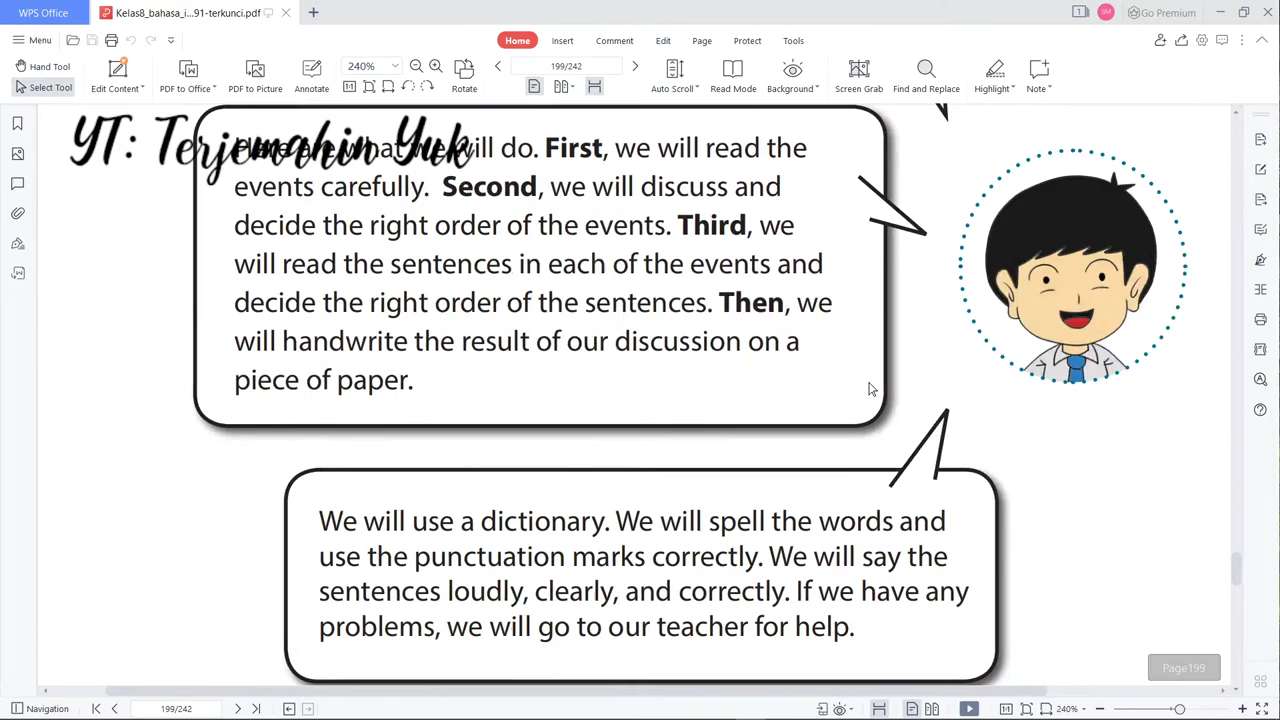 WPS Office
Kelas8_bahasa_i...91-terkunci.pdf
SM
Go Premium
Menu
Home Insert Comment Edit Page Protect Tools
Hand Tool
Select Tool
Edit Content
PDF to Office
PDF to Picture
Annotate
240%
Rotate
199/242
Auto Scroll
Read Mode
Background
Screen Grab
Find and Replace
Highlight
Note
YT: Terjemahin Yuk
Here are what we will do. First, we will read the
events carefully. Second, we will discuss and
decide the right order of the events. Third, we
will read the sentences in each of the events and
decide the right order of the sentences. Then, we
will handwrite the result of our discussion on a
piece of paper.
We will use a dictionary. We will spell the words and
use the punctuation marks correctly. We will say the
sentences loudly, clearly, and correctly. If we have any
problems, we will go to our teacher for help.
Page199
Navigation
199/242
240%